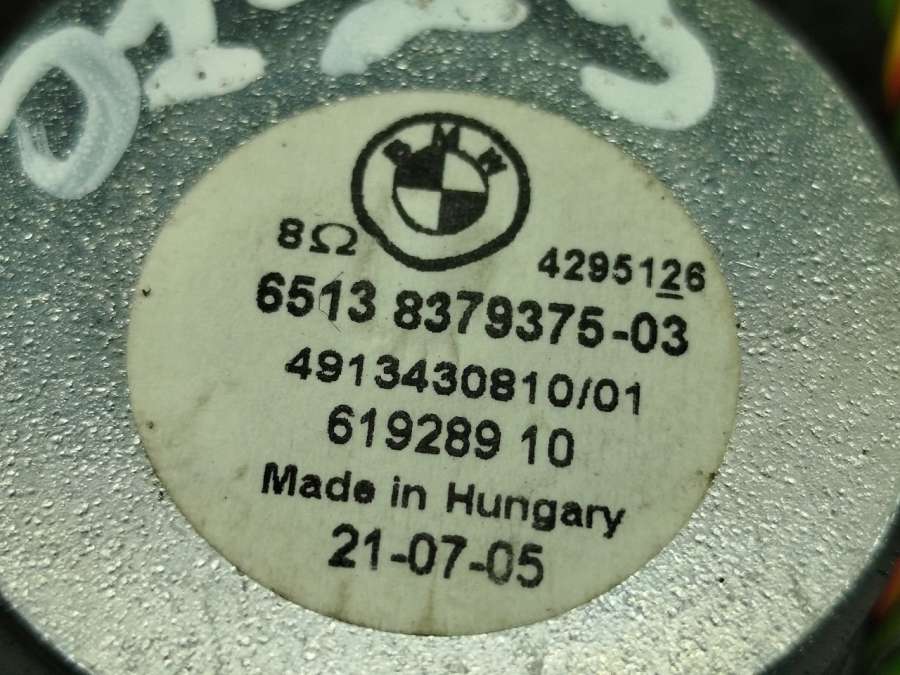 BMW
8Ω
4295126
6513 8379375-03
4913430810/01
619289 10
Made in Hungary
21-07-05